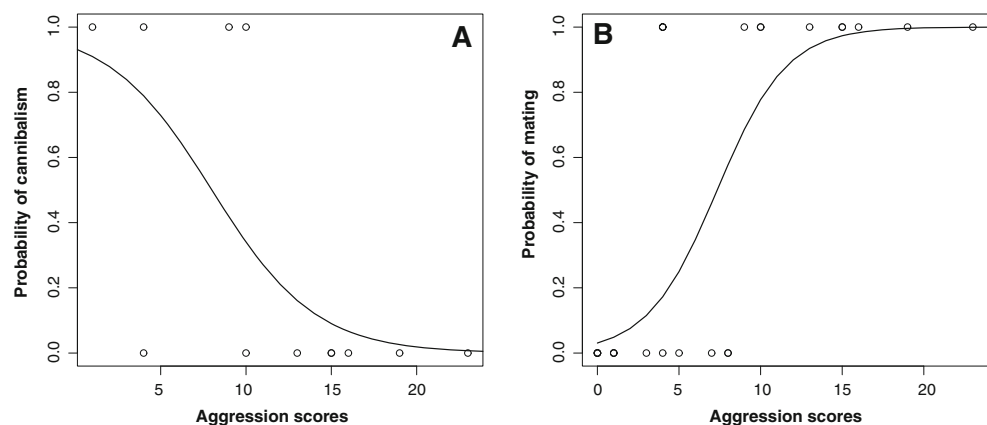 A
Probability of cannibalism
1.0
0.8
0.6
0.4
0.2
0.0
5 10 15 20
Aggression scores
B
Probability of mating
1.0
0.8
0.6
0.4
0.2
0.0
0 5 10 15 20
Aggression scores